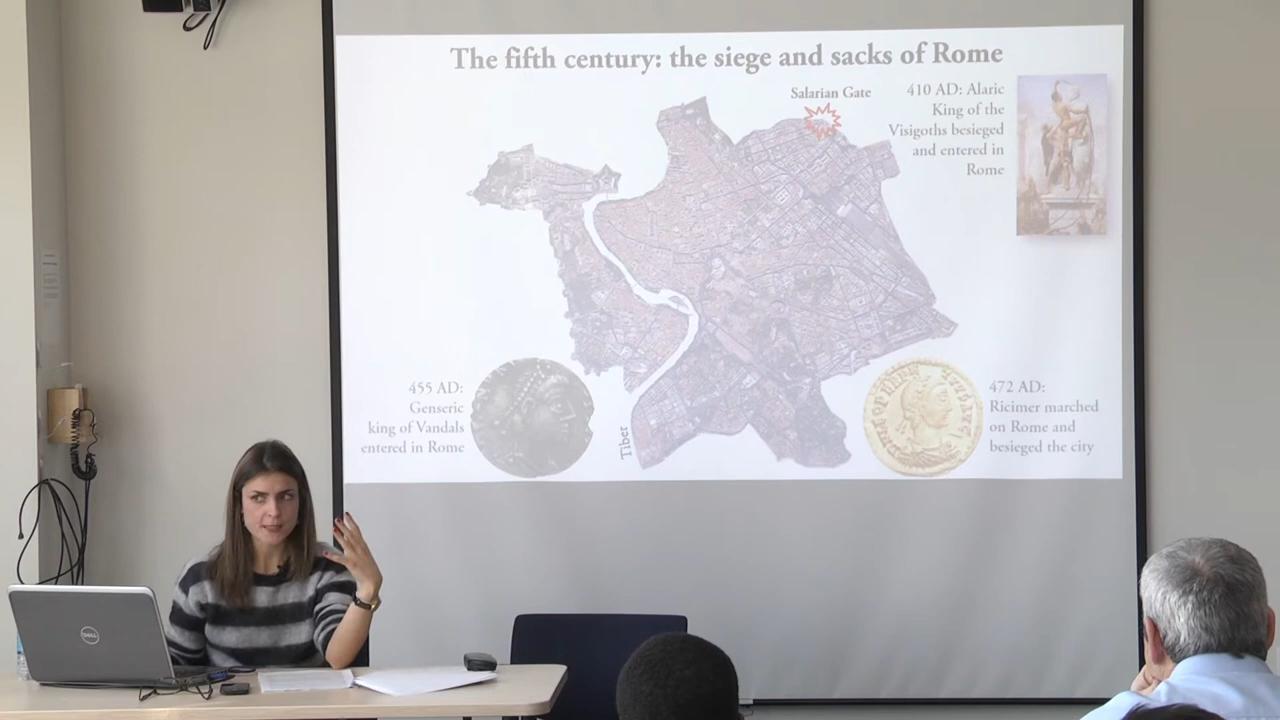 The fifth century: the siege and sacks of Rome
Salarian Gate
410 AD: Alaric
King of the
Visigoths besieged
and entered in
Rome
455 AD:
Genseric
king of Vandals
entered in Rome
Tiber
472 AD:
Ricimer marched
on Rome and
besieged the city
DELL